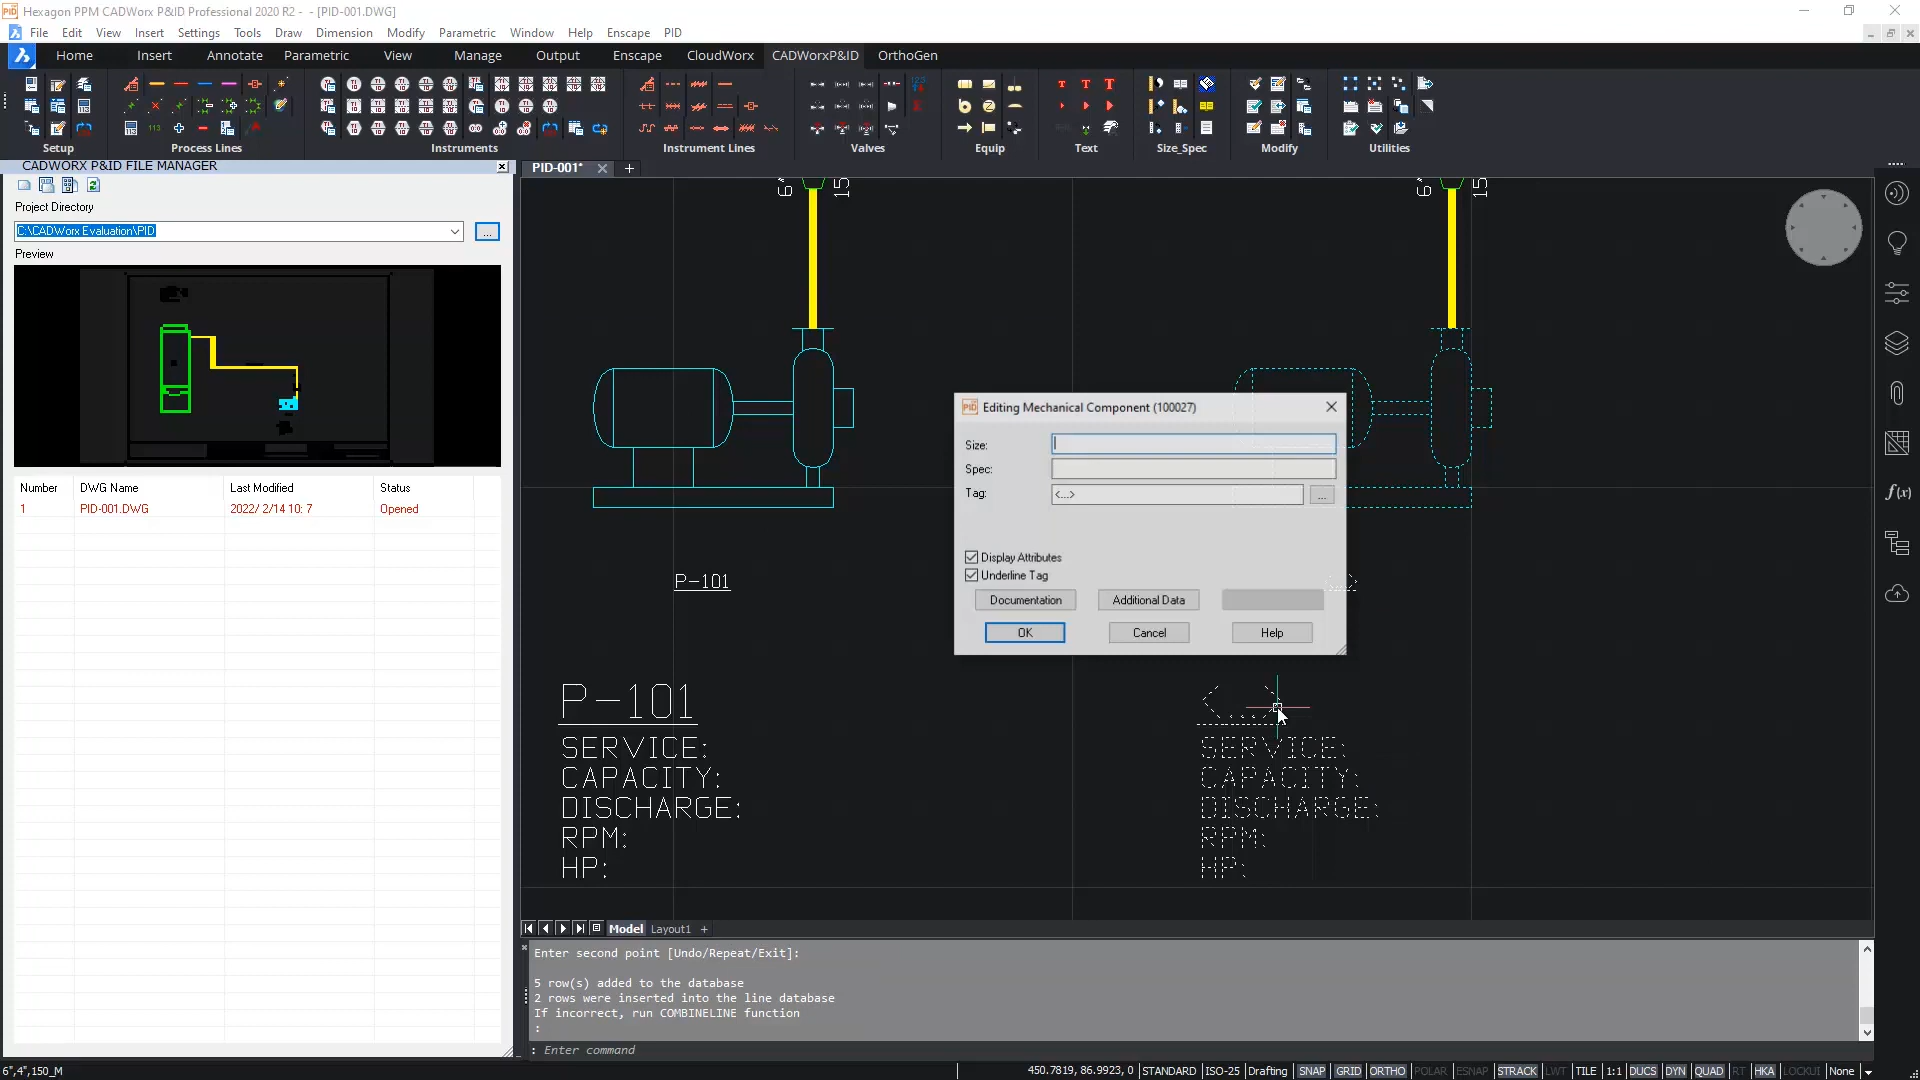 Hexagon PPM CADWorx P&ID Professional 2020 R2 - - [PID-001.DWG]
File Edit View Insert Settings Tools Draw Dimension Modify Parametric Window Help Enscape PID
Home Insert Annotate Parametric View Manage Output Enscape CloudWorx CADWorxP&ID OrthoGen
Setup Process Lines Instruments Instrument Lines Valves Equip Text Size_Spec Modify Utilities
CADWORX P&ID FILE MANAGER
PID-001*
Project Directory
C:\CADWorx Evaluation\PID
...
Preview
Number DWG Name Last Modified Status
1 PID-001.DWG 2022/ 2/14 10: 7 Opened
6" 15
6" 15
Editing Mechanical Component (100027)
Size:
Spec:
Tag: <...> ...
Display Attributes
Underline Tag
Documentation Additional Data
OK Cancel Help
P-101
P-101
SERVICE:
CAPACITY:
DISCHARGE:
RPM:
HP:
<...>
SERVICE:
CAPACITY:
DISCHARGE:
RPM:
HP:
Model Layout1 +
Enter second point [Undo/Repeat/Exit]:
5 row(s) added to the database
2 rows were inserted into the line database
If incorrect, run COMBINELINE function
:
: Enter command
6",4",150_M
450.7819, 86.9923, 0 STANDARD ISO-25 Drafting SNAP GRID ORTHO POLAR ESNAP STRACK LWT TILE 1:1 DUCS DYN QUAD RT HKA LOCKUI None